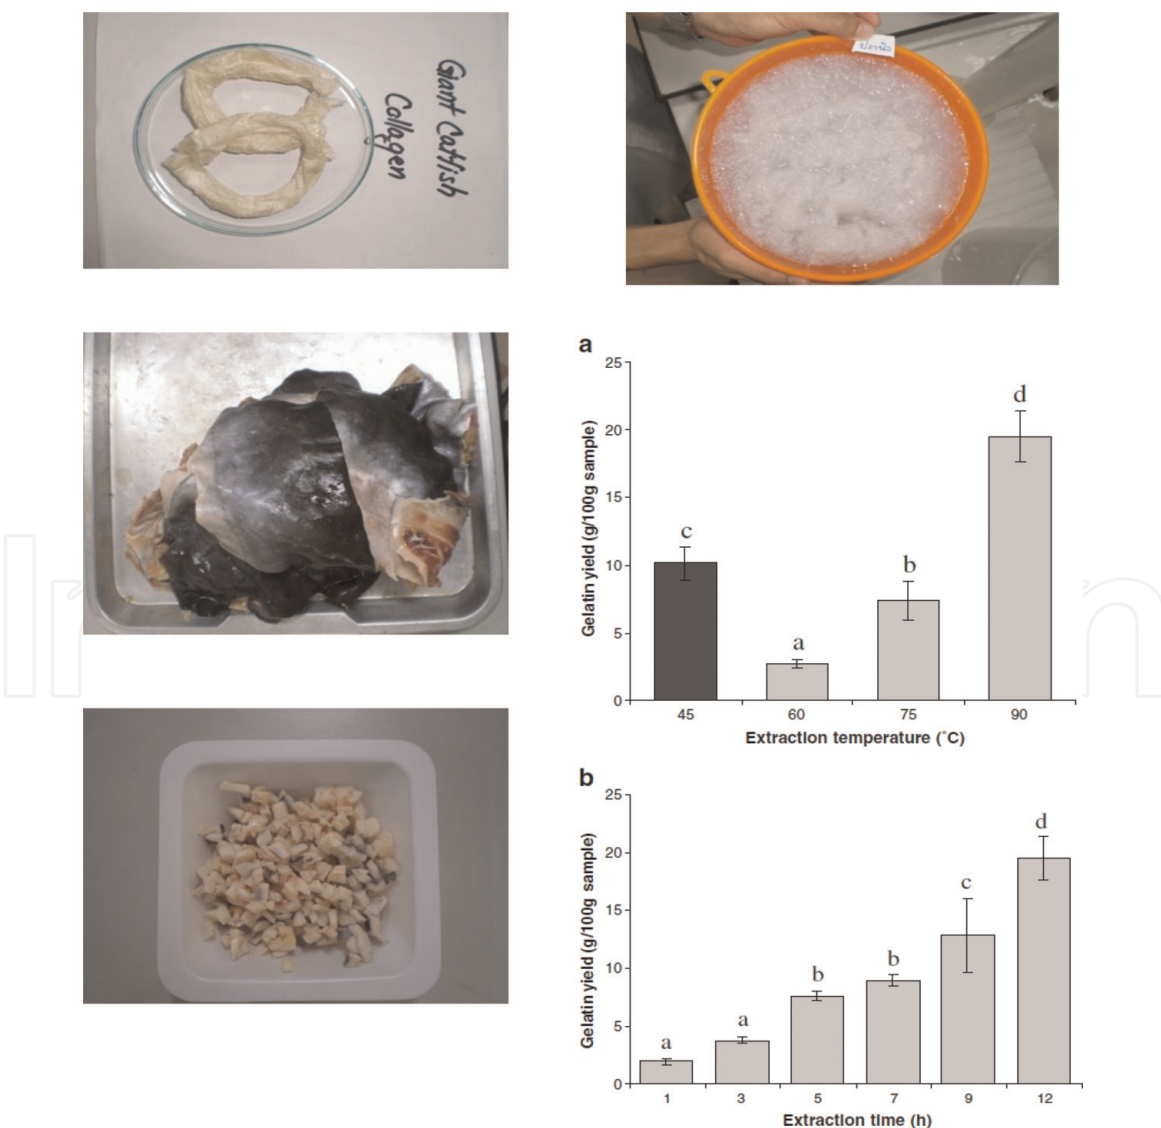 Giant Catfish
Collagen
a
25
20
15
10
5
0
Gelatin yield (g/100g sample)
c
a
b
d
45 60 75 90
Extraction temperature (°C)
b
25
20
15
10
5
0
Gelatin yield (g/100g sample)
a
a
b
b
c
d
1 3 5 7 9 12
Extraction time (h)